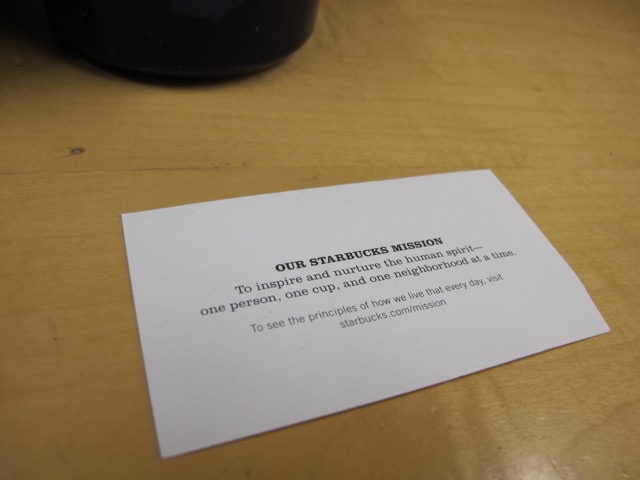 OUR STARBUCKS MISSION
To inspire and nurture the human spirit—
one person, one cup, and one neighborhood at a time.
To see the principles of how we live that every day, visit
starbucks.com/mission